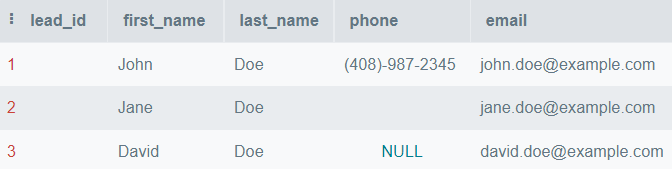 lead_id first_name last_name phone email
1 John Doe (408)-987-2345 john.doe@example.com
2 Jane Doe jane.doe@example.com
3 David Doe NULL david.doe@example.com